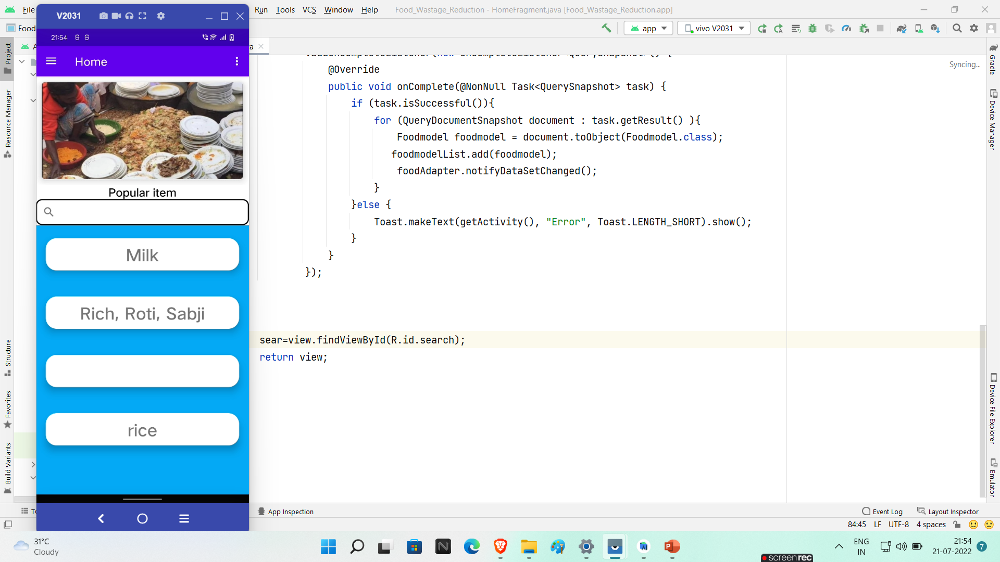 File
Run Tools VCS Window Help
Food_Wastage_Reduction - HomeFragment.java [Food_Wastage_Reduction.app]
V2031
Food
app
vivo V2031
21:54
Home
Syncing...
@Override
public void onComplete(@NonNull Task<QuerySnapshot> task) {
if (task.isSuccessful()){
for (QueryDocumentSnapshot document : task.getResult() ){
Foodmodel foodmodel = document.toObject(Foodmodel.class);
foodmodelList.add(foodmodel);
foodAdapter.notifyDataSetChanged();
}
}else {
Toast.makeText(getActivity(), "Error", Toast.LENGTH_SHORT).show();
}
}
});
sear=view.findViewById(R.id.search);
return view;
Popular item
Milk
Rich, Roti, Sabji
rice
Project
Resource Manager
Structure
Favorites
Build Variants
Gradle
Device Manager
Device File Explorer
Emulator
App Inspection
Event Log
Layout Inspector
84:45 LF UTF-8 4 spaces
31°C
Cloudy
ENG
IN
21:54
21-07-2022
7
screenrec